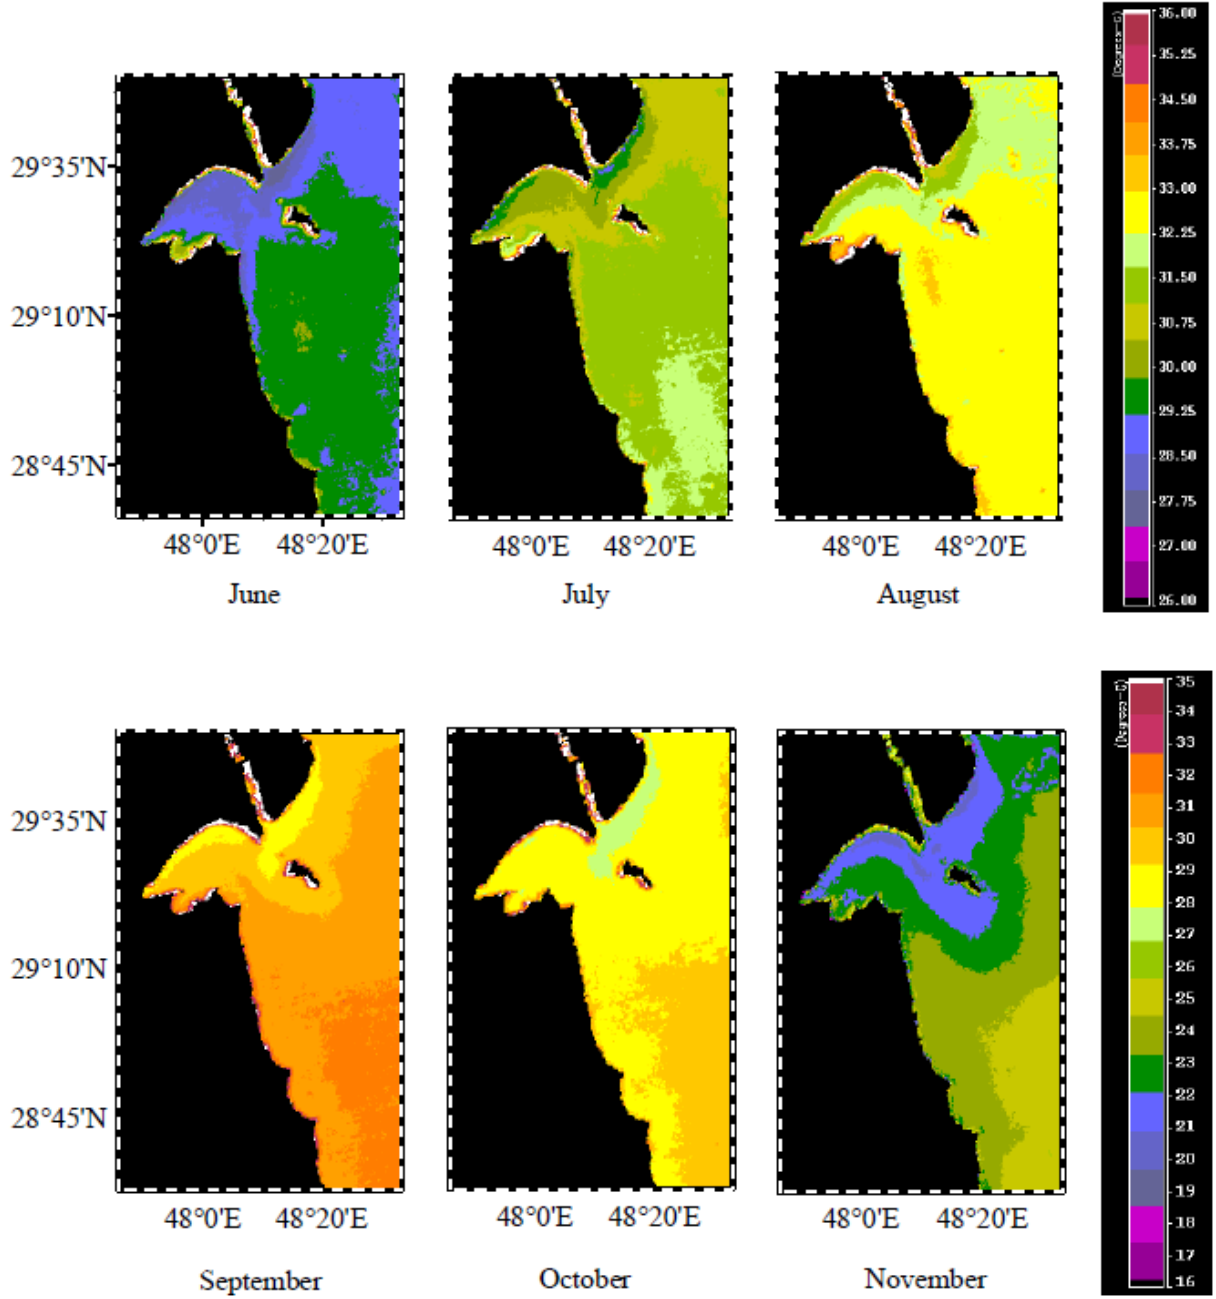 36.00
(Degrees-C)
35.25
34.50
33.75
33.00
32.25
31.50
30.75
30.00
29.25
28.50
27.75
27.00
26.00
29°35'N
29°10'N
28°45'N
48°0'E 48°20'E 48°0'E 48°20'E 48°0'E 48°20'E
June July August
35
(Degrees-C)
34
33
32
31
30
29
28
27
26
25
24
23
22
21
20
19
18
17
16
29°35'N
29°10'N
28°45'N
48°0'E 48°20'E 48°0'E 48°20'E 48°0'E 48°20'E
September October November